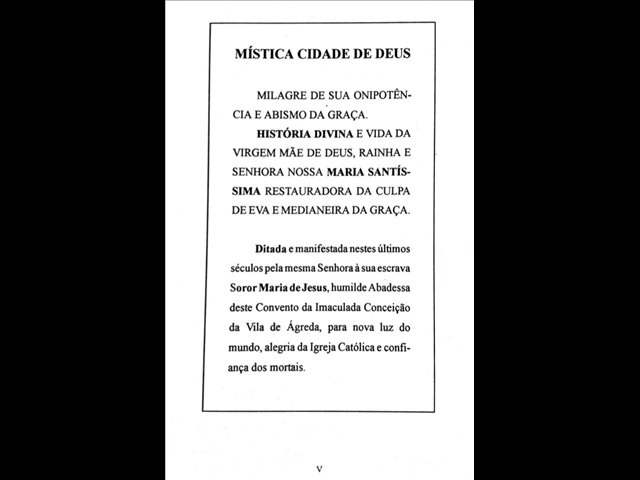 MÍSTICA CIDADE DE DEUS
MILAGRE DE SUA ONIPOTÊN-
CIA E ABISMO DA GRAÇA.
HISTÓRIA DIVINA E VIDA DA
VIRGEM MÃE DE DEUS, RAINHA E
SENHORA NOSSA MARIA SANTÍS-
SIMA RESTAURADORA DA CULPA
DE EVA E MEDIANEIRA DA GRAÇA.
Ditada e manifestada nestes últimos
séculos pela mesma Senhora à sua escrava
Soror Maria de Jesus, humilde Abadessa
deste Convento da Imaculada Conceição
da Vila de Ágreda, para nova luz do
mundo, alegria da Igreja Católica e confi-
ança dos mortais.
V